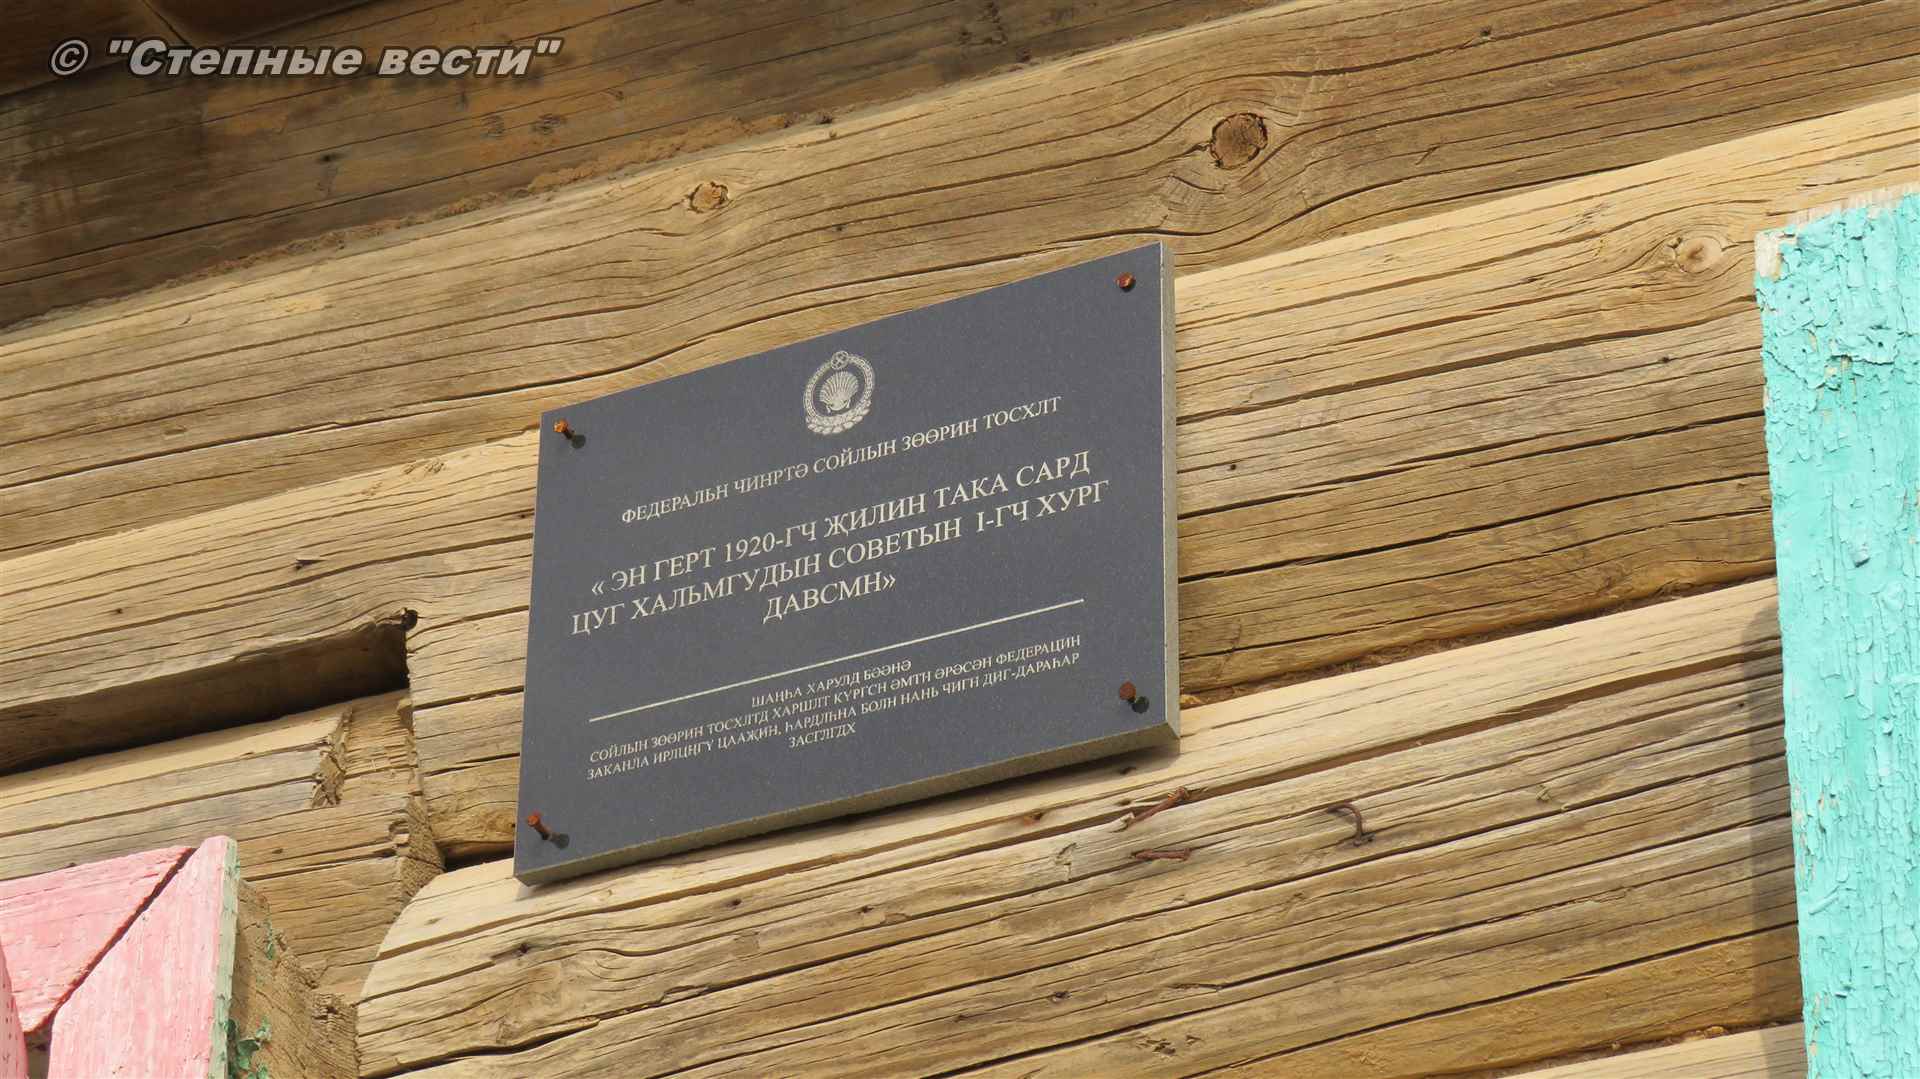 © "Степные вести"
ФЕДЕРАЛЬН ЧИНРТӘ СОЙЛЫН ЗӨӨРИН ТОСХЛТ
« ЭН ГЕРТ 1920-ГЧ ҖИЛИН ТАКА САРД
ЦУГ ХАЛЬМГУДЫН СОВЕТЫН I-ГЧ ХУРГ
ДАВСМН»
ШАҢҺА ХАРУЛД БӘӘНӘ
СОЙЛЫН ЗӨӨРИН ТОСХЛТД ХАРШЛТ КҮРГСН ӘМТН ӘРӘСӘН ФЕДЕРАЦИН
ЗАКАНЛА ИРЛЦҢГҮ ЦААҖИН, ҺАРДЛҺНА БОЛН НАНЬ ЧИГН ДИГ-ДАРАҺАР
ЗАСГЛГДХ